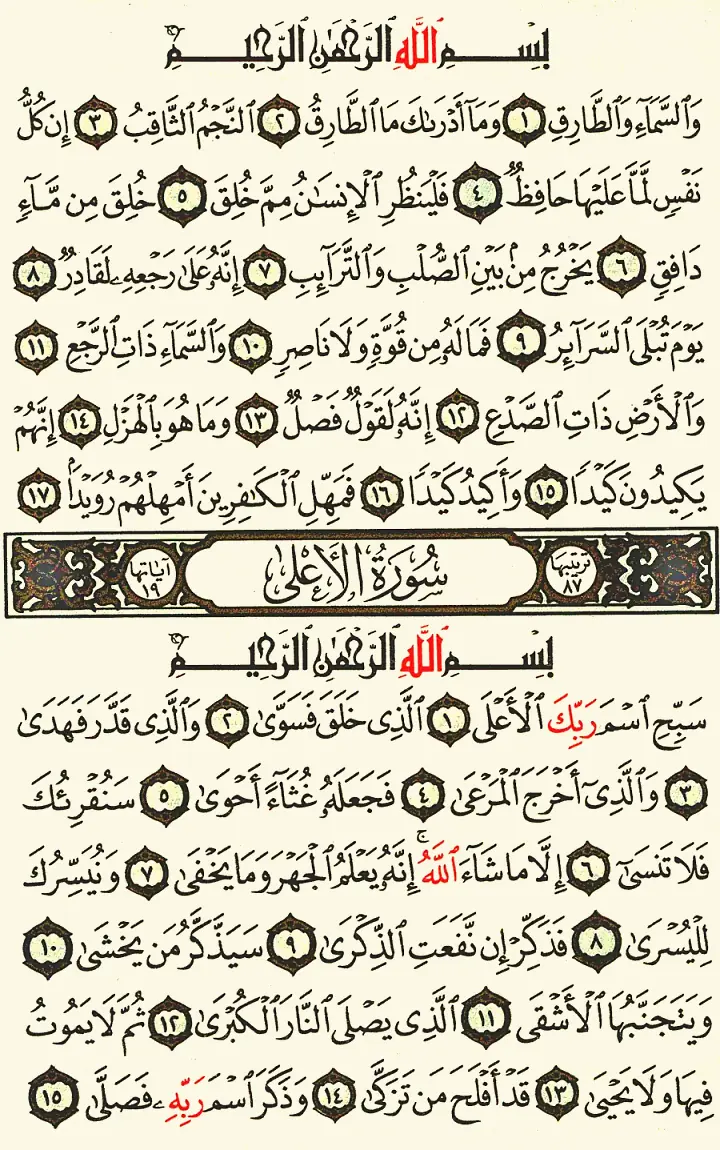 بِسْمِ ٱللَّهِ ٱلرَّحْمَٰنِ ٱلرَّحِيمِ
وَٱلسَّمَآءِ وَٱلطَّارِقِ ١ وَمَآ أَدْرَىٰكَ مَا ٱلطَّارِقُ ٢ ٱلنَّجْمُ ٱلثَّاقِبُ ٣ إِن كُلُّ
نَفْسٍ لَّمَّا عَلَيْهَا حَافِظٌ ٤ فَلْيَنظُرِ ٱلْإِنسَٰنُ مِمَّ خُلِقَ ٥ خُلِقَ مِن مَّآءٍ
دَافِقٍ ٦ يَخْرُجُ مِنۢ بَيْنِ ٱلصُّلْبِ وَٱلتَّرَآئِبِ ٧ إِنَّهُۥ عَلَىٰ رَجْعِهِۦ لَقَادِرٌ ٨
يَوْمَ تُبْلَى ٱلسَّرَآئِرُ ٩ فَمَا لَهُۥ مِن قُوَّةٍ وَلَا نَاصِرٍ ١٠ وَٱلسَّمَآءِ ذَاتِ ٱلرَّجْعِ ١١
وَٱلْأَرْضِ ذَاتِ ٱلصَّدْعِ ١٢ إِنَّهُۥ لَقَوْلٌ فَصْلٌ ١٣ وَمَا هُوَ بِٱلْهَزْلِ ١٤ إِنَّهُمْ
يَكِيدُونَ كَيْدًا ١٥ وَأَكِيدُ كَيْدًا ١٦ فَمَهِّلِ ٱلْكَٰفِرِينَ أَمْهِلْهُمْ رُوَيْدًۢا ١٧
ترتيبها ٨٧ سُورَةُ الأَعْلَىٰ آياتها ١٩
بِسْمِ ٱللَّهِ ٱلرَّحْمَٰنِ ٱلرَّحِيمِ
سَبِّحِ ٱسْمَ رَبِّكَ ٱلْأَعْلَى ١ ٱلَّذِى خَلَقَ فَسَوَّىٰ ٢ وَٱلَّذِى قَدَّرَ فَهَدَىٰ
٣ وَٱلَّذِىٓ أَخْرَجَ ٱلْمَرْعَىٰ ٤ فَجَعَلَهُۥ غُثَآءً أَحْوَىٰ ٥ سَنُقْرِئُكَ
فَلَا تَنسَىٰٓ ٦ إِلَّا مَا شَآءَ ٱللَّهُ ۚ إِنَّهُۥ يَعْلَمُ ٱلْجَهْرَ وَمَا يَخْفَىٰ ٧ وَنُيَسِّرُكَ
لِلْيُسْرَىٰ ٨ فَذَكِّرْ إِن نَّفَعَتِ ٱلذِّكْرَىٰ ٩ سَيَذَّكَّرُ مَن يَخْشَىٰ ١٠
وَيَتَجَنَّبُهَا ٱلْأَشْقَى ١١ ٱلَّذِى يَصْلَى ٱلنَّارَ ٱلْكُبْرَىٰ ١٢ ثُمَّ لَا يَمُوتُ
فِيهَا وَلَا يَحْيَىٰ ١٣ قَدْ أَفْلَحَ مَن تَزَكَّىٰ ١٤ وَذَكَرَ ٱسْمَ رَبِّهِۦ فَصَلَّىٰ ١٥